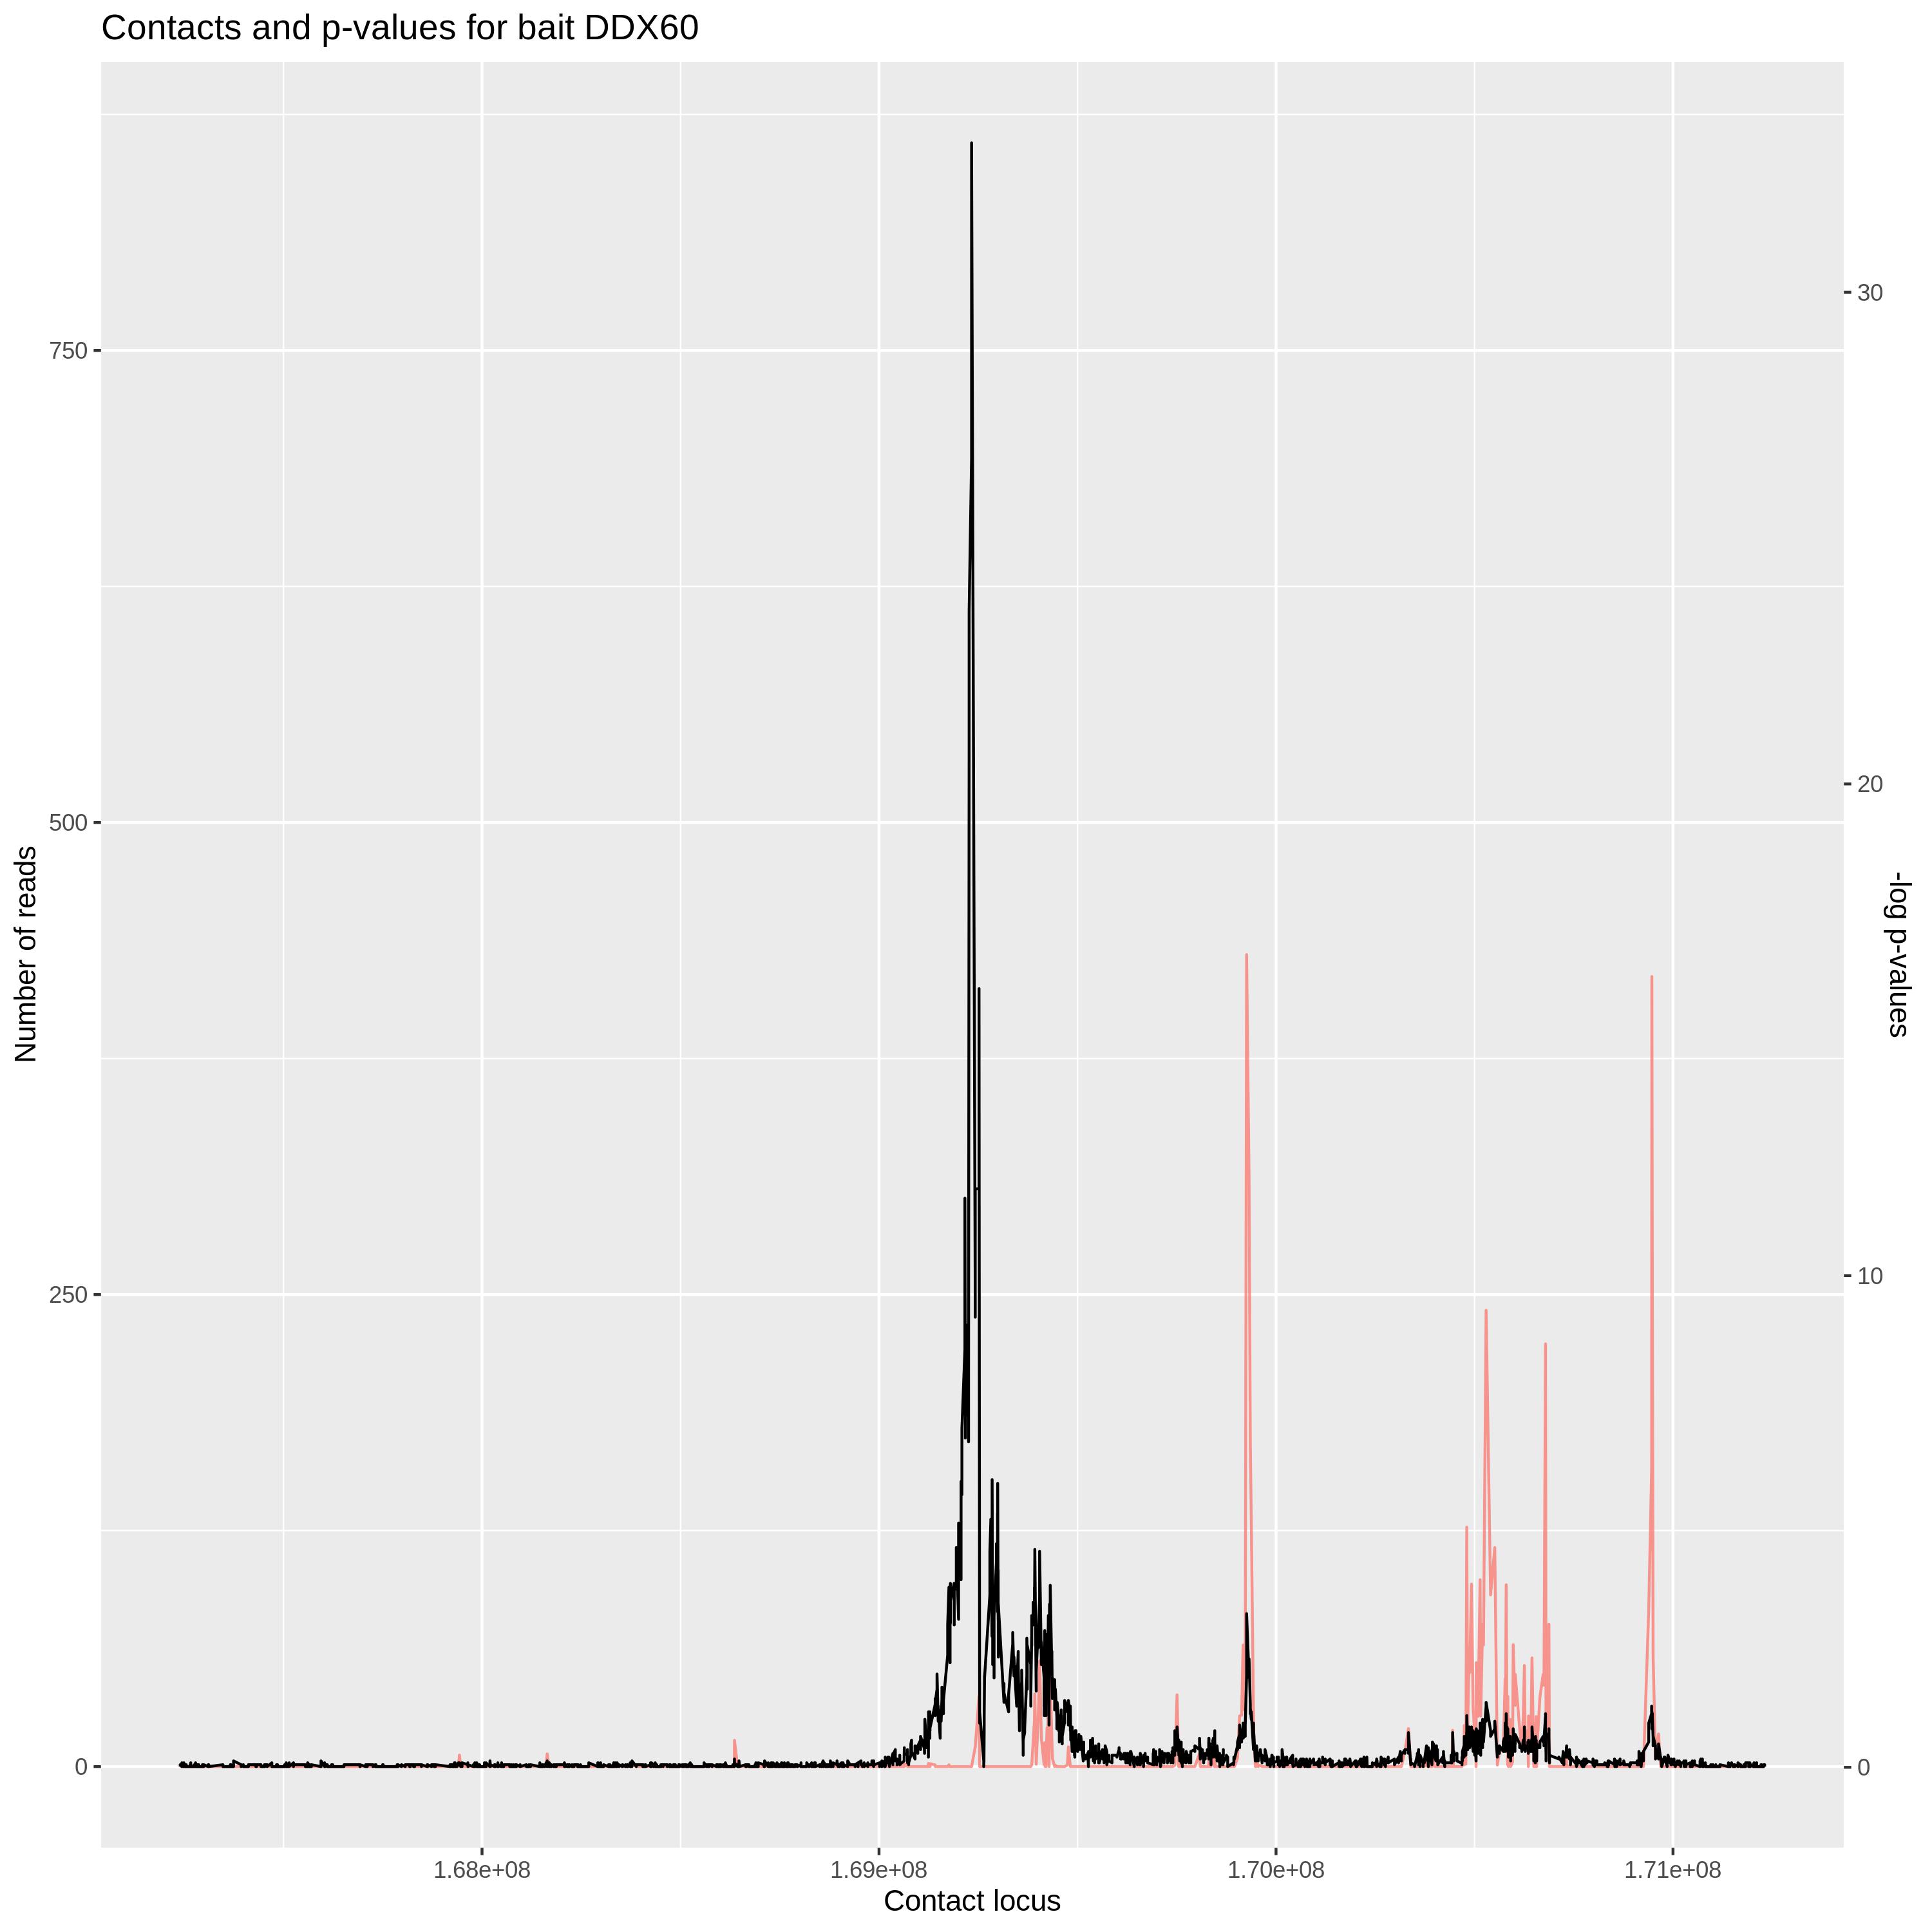 Contacts and p-values for bait DDX60
750
500
250
0
30
20
10
0
Number of reads
-log p-values
1.68e+08
1.69e+08
1.70e+08
1.71e+08
Contact locus